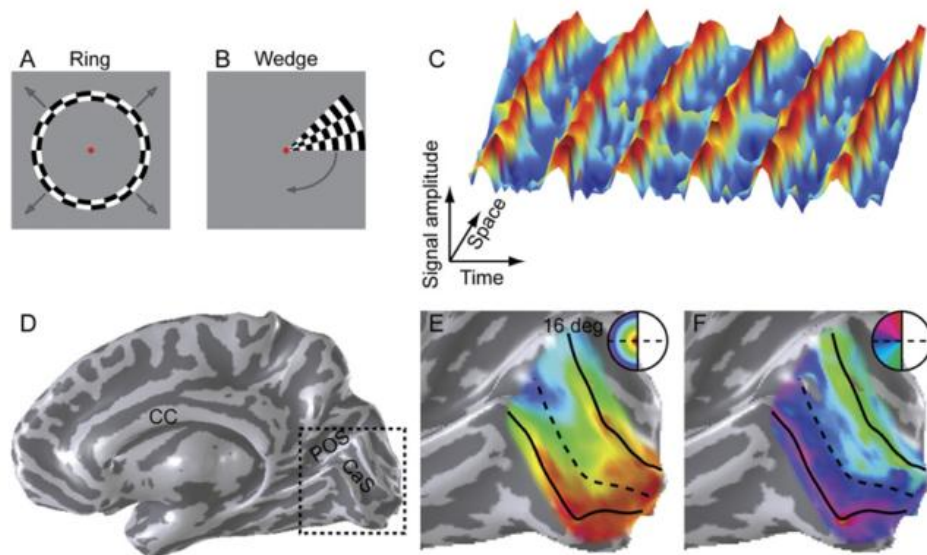 A Ring
B Wedge
C
Signal amplitude
Space
Time
D
CC
POS
CaS
E
16 deg
F